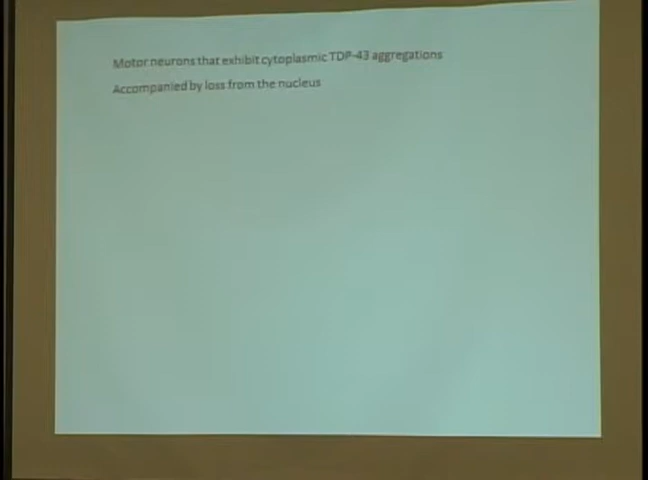 Motor neurons that exhibit cytoplasmic TDP-43 aggregations
Accompanied by loss from the nucleus